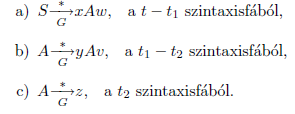 a) S \xrightarrow[G]{*} xAw, a t − t₁ szintaxisfából,
b) A \xrightarrow[G]{*} yAv, a t₁ − t₂ szintaxisfából,
c) A \xrightarrow[G]{*} z, a t₂ szintaxisfából.